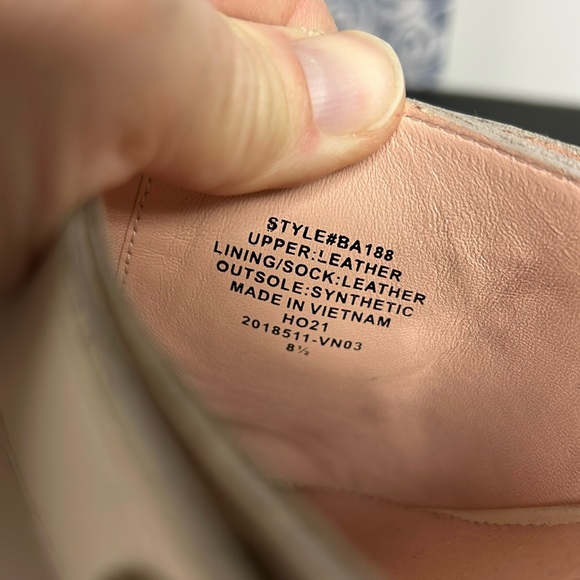 STYLE#BA188
UPPER:LEATHER
LINING/SOCK:LEATHER
OUTSOLE:SYNTHETIC
MADE IN VIETNAM
HO21
2018511-VN03
8½